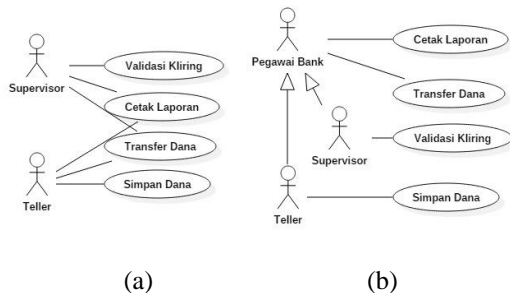 Validasi Kliring
Supervisor
Cetak Laporan
Transfer Dana
Simpan Dana
Teller
(a)
Cetak Laporan
Pegawai Bank
Transfer Dana
Validasi Kliring
Supervisor
Simpan Dana
Teller
(b)